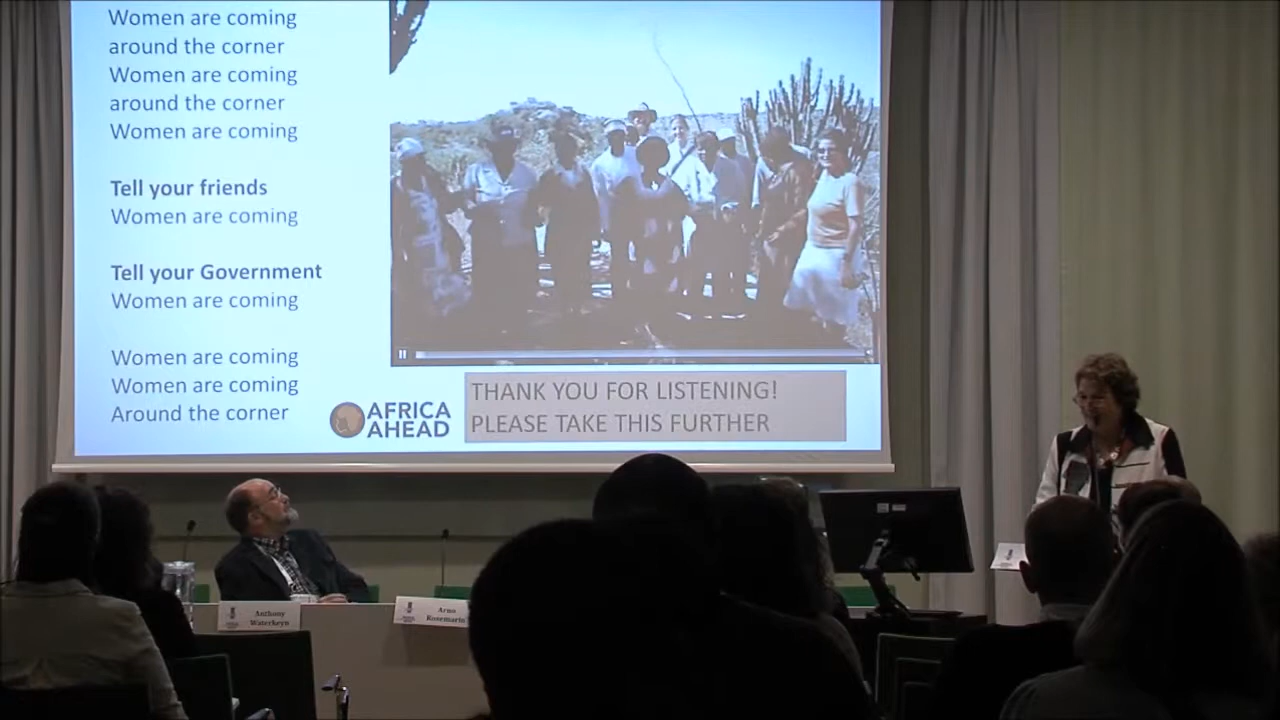 Women are coming
around the corner
Women are coming
around the corner
Women are coming
Tell your friends
Women are coming
Tell your Government
Women are coming
Women are coming
Women are coming
Around the corner
AFRICA
AHEAD
THANK YOU FOR LISTENING!
PLEASE TAKE THIS FURTHER
Anthony
Waterkeyn
Arno
Rosemarin